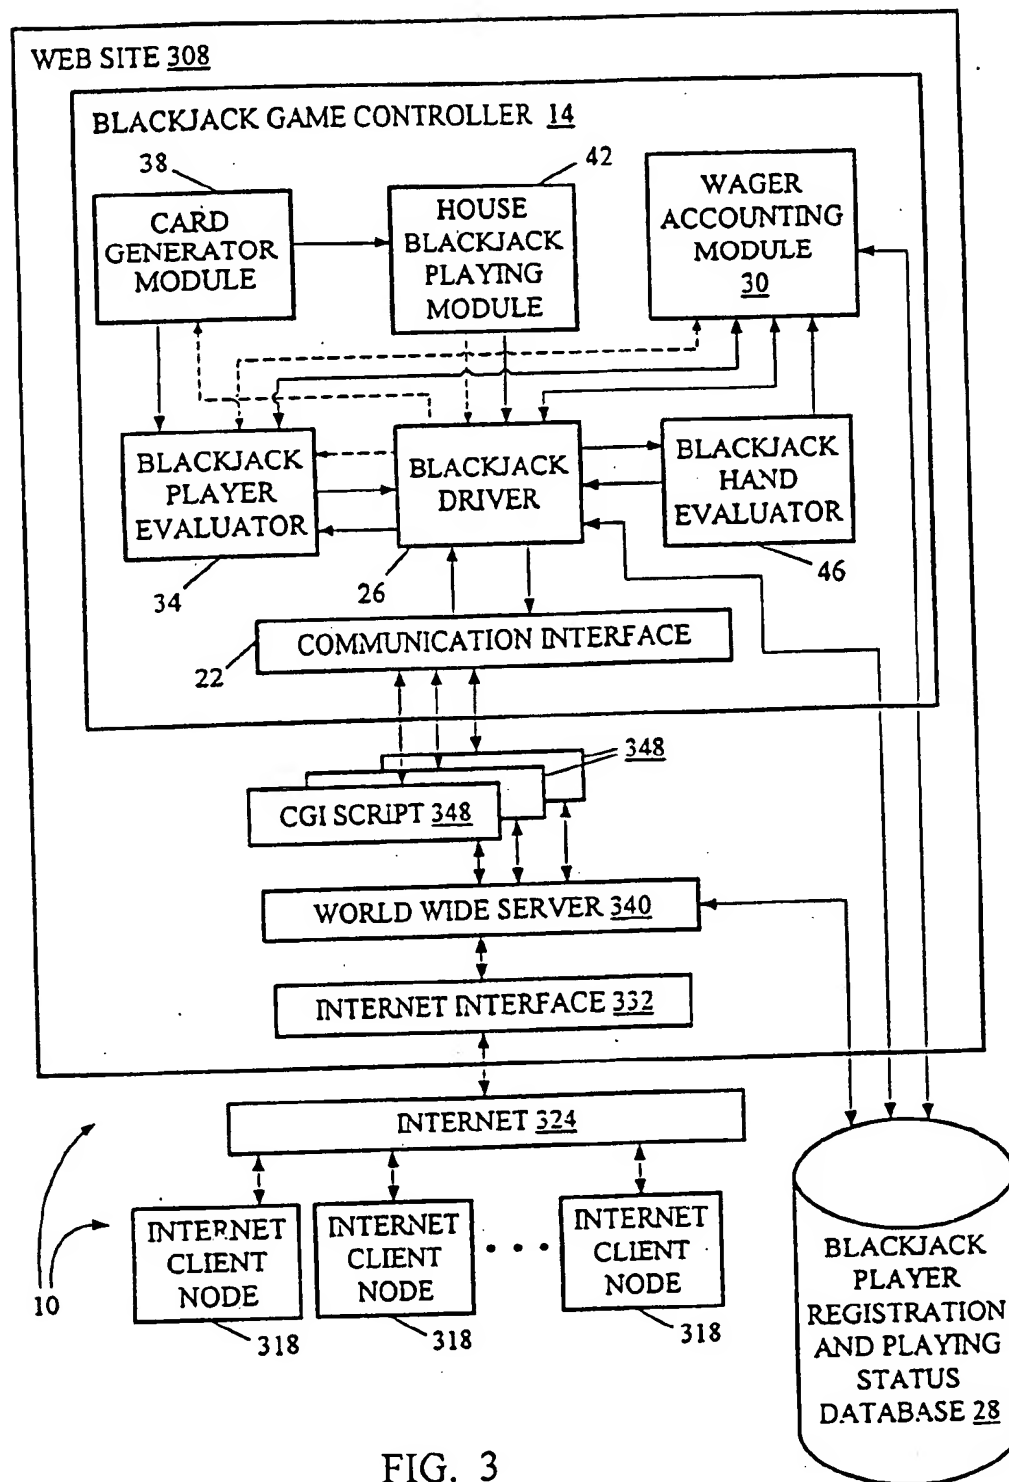 WEB SITE 308
BLACKJACK GAME CONTROLLER 14
38
CARD
GENERATOR
MODULE
42
HOUSE
BLACKJACK
PLAYING
MODULE
WAGER
ACCOUNTING
MODULE
30
BLACKJACK
PLAYER
EVALUATOR
34
BLACKJACK
DRIVER
26
BLACKJACK
HAND
EVALUATOR
46
COMMUNICATION INTERFACE
22
348
CGI SCRIPT 348
WORLD WIDE SERVER 340
INTERNET INTERFACE 332
INTERNET 324
INTERNET
CLIENT
NODE
318
INTERNET
CLIENT
NODE
318
• • •
INTERNET
CLIENT
NODE
318
10
BLACKJACK
PLAYER
REGISTRATION
AND PLAYING
STATUS
DATABASE 28
FIG. 3